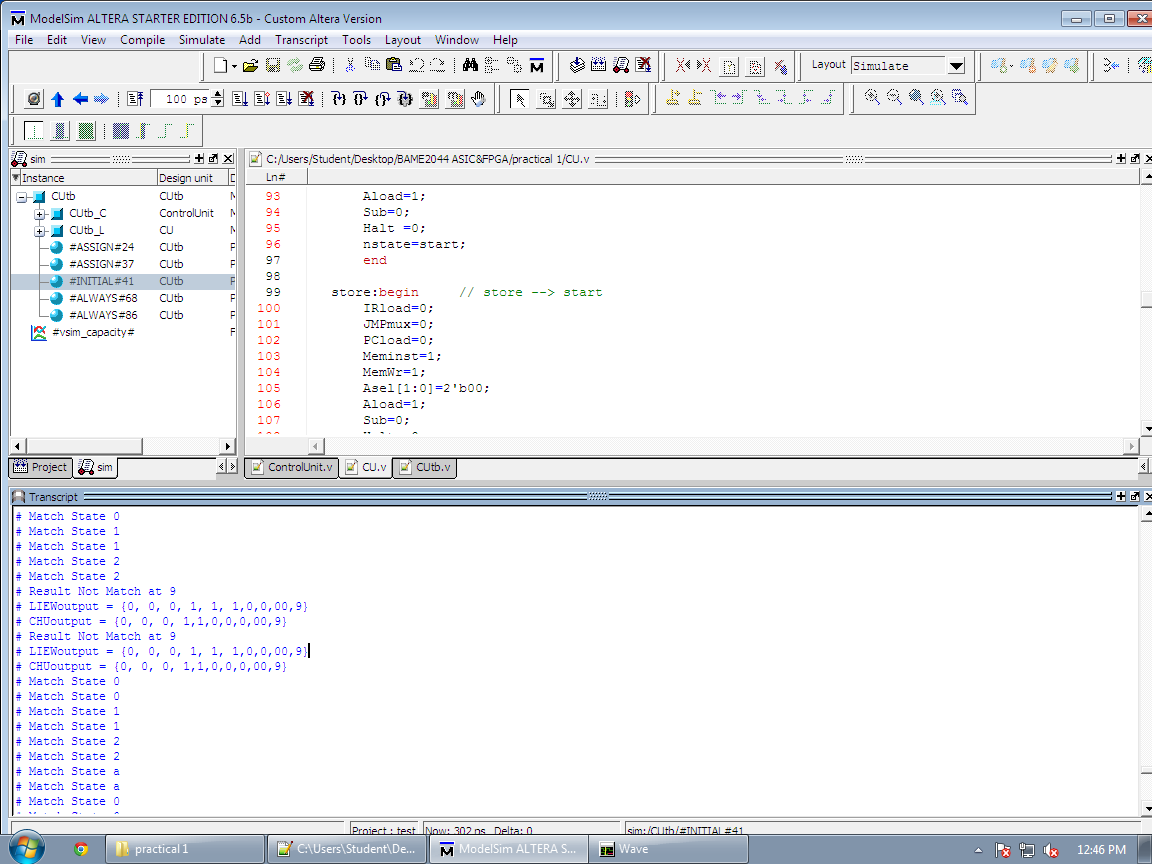 ModelSim ALTERA STARTER EDITION 6.5b - Custom Altera Version
File Edit View Compile Simulate Add Transcript Tools Layout Window Help
Layout Simulate
100 ps
sim
Instance Design unit
CUtb CUtb
CUtb_C ControlUnit
CUtb_L CU
#ASSIGN#24 CUtb
#ASSIGN#37 CUtb
#INITIAL#41 CUtb
#ALWAYS#68 CUtb
#ALWAYS#86 CUtb
#vsim_capacity#
Project sim
C:/Users/Student/Desktop/BAME2044 ASIC&FPGA/practical 1/CU.v
Ln#
93 Aload=1;
94 Sub=0;
95 Halt =0;
96 nstate=start;
97 end
98
99 store:begin // store --> start
100 IRload=0;
101 JMPmux=0;
102 PCload=0;
103 Meminst=1;
104 MemWr=1;
105 Asel[1:0]=2'b00;
106 Aload=1;
107 Sub=0;
ControlUnit.v CU.v CUtb.v
Transcript
# Match State 0
# Match State 1
# Match State 1
# Match State 2
# Match State 2
# Result Not Match at 9
# LIEWoutput = {0, 0, 0, 1, 1, 1,0,0,00,9}
# CHUoutput = {0, 0, 0, 1,1,0,0,0,00,9}
# Result Not Match at 9
# LIEWoutput = {0, 0, 0, 1, 1, 1,0,0,00,9}
# CHUoutput = {0, 0, 0, 1,1,0,0,0,00,9}
# Match State 0
# Match State 0
# Match State 1
# Match State 1
# Match State 2
# Match State 2
# Match State a
# Match State a
# Match State 0
Project : test Now: 302 ns Delta: 0 sim:/CUtb/#INITIAL#41
practical 1 C:\Users\Student\De... ModelSim ALTERA S... Wave 12:46 PM